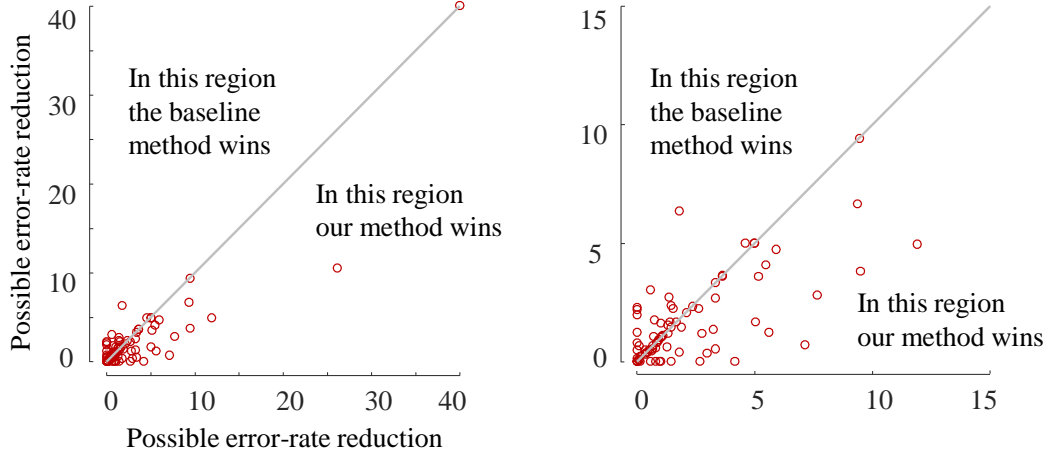 Possible error-rate reduction
40
30
20
10
0
In this region
the baseline
method wins
In this region
our method wins
0
10
20
30
40
Possible error-rate reduction
15
10
5
0
In this region
the baseline
method wins
In this region
our method wins
0
5
10
15